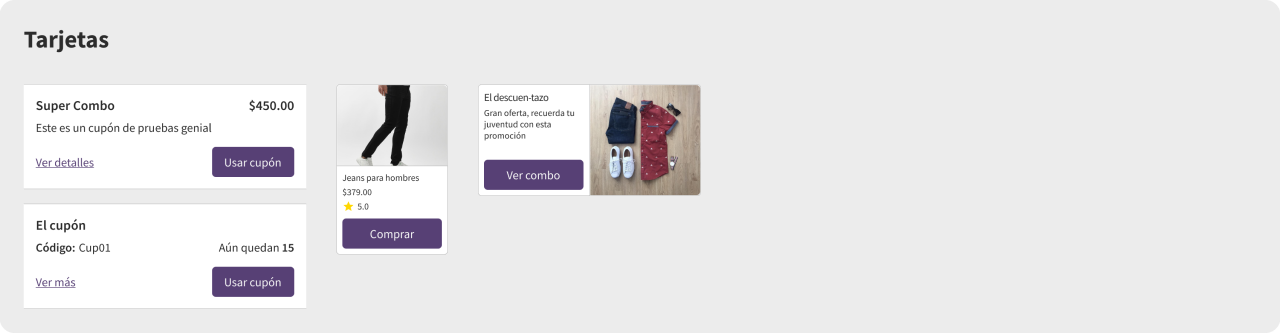 Tarjetas
Super Combo
$450.00
Este es un cupón de pruebas genial
Ver detalles
Usar cupón
El cupón
Código: Cup01
Aún quedan 15
Ver más
Usar cupón
Jeans para hombres
$379.00
5.0
Comprar
El descuen-tazo
Gran oferta, recuerda tu
juventud con esta
promoción
Ver combo